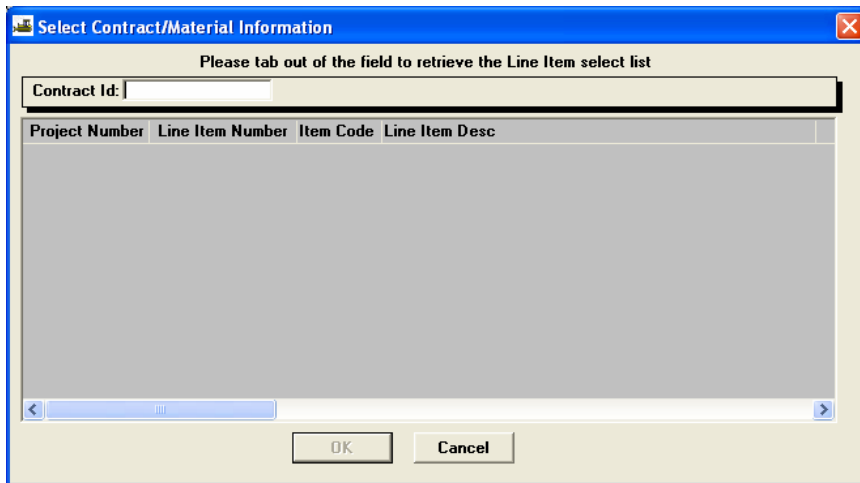 Select Contract/Material Information
Please tab out of the field to retrieve the Line Item select list
Contract Id:
Project Number Line Item Number Item Code Line Item Desc
OK Cancel